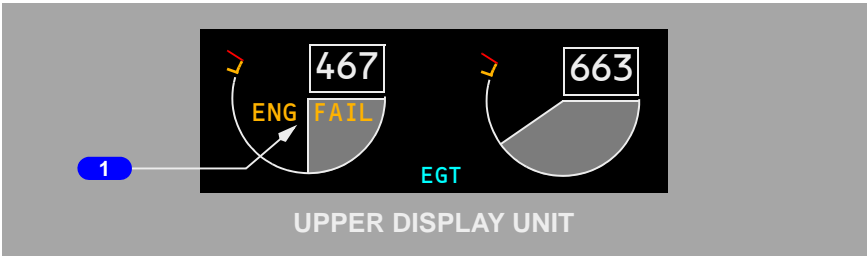 467
663
ENG FAIL
1
EGT
UPPER DISPLAY UNIT